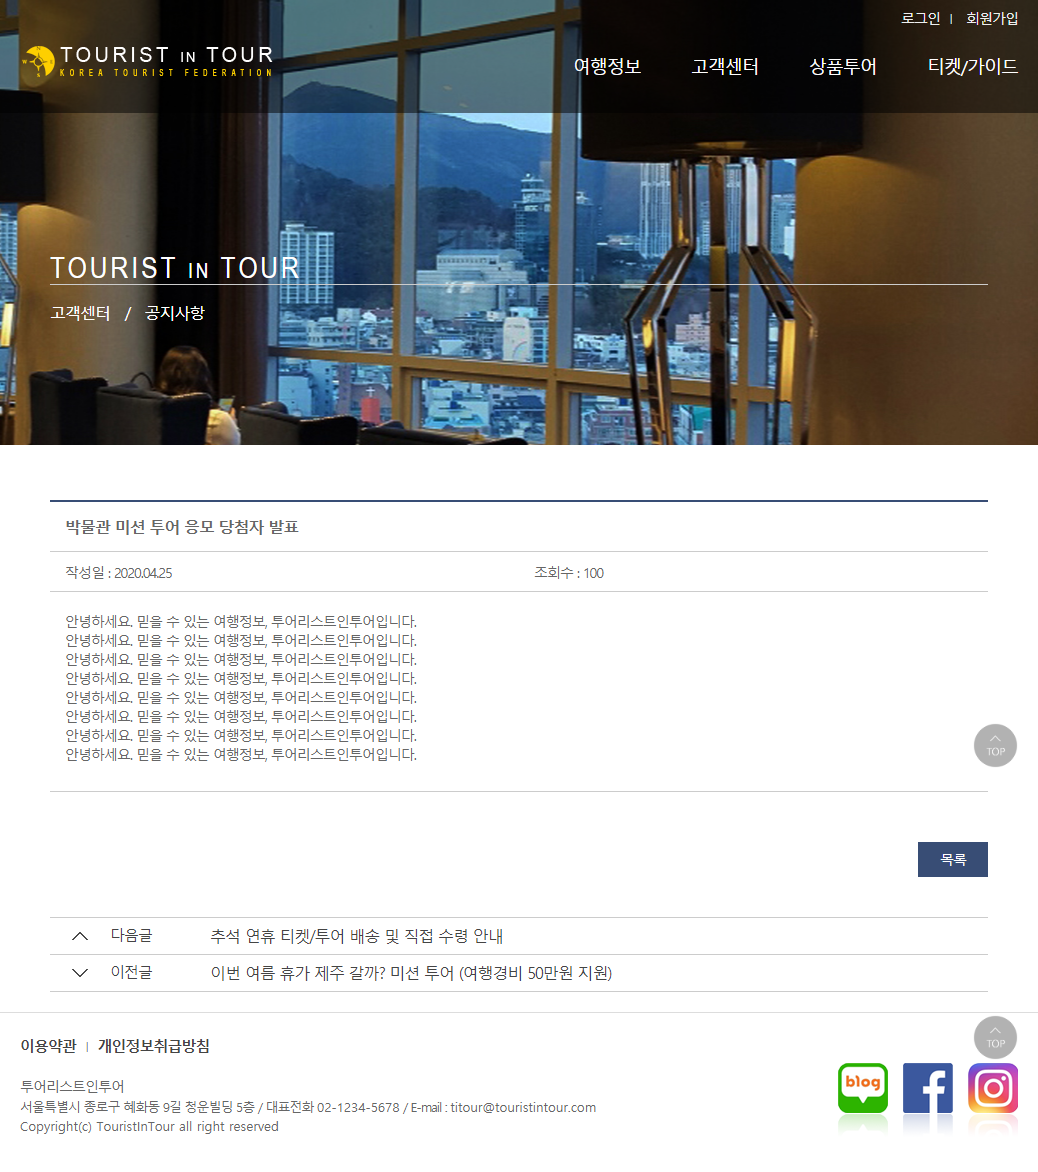 로그인 | 회원가입
TOURIST IN TOUR
KOREA TOURIST FEDERATION
여행정보 고객센터 상품투어 티켓/가이드
TOURIST IN TOUR
고객센터 / 공지사항
박물관 미션 투어 응모 당첨자 발표
작성일 : 2020.04.25 조회수 : 100
안녕하세요. 믿을 수 있는 여행정보, 투어리스트인투어입니다.
안녕하세요. 믿을 수 있는 여행정보, 투어리스트인투어입니다.
안녕하세요. 믿을 수 있는 여행정보, 투어리스트인투어입니다.
안녕하세요. 믿을 수 있는 여행정보, 투어리스트인투어입니다.
안녕하세요. 믿을 수 있는 여행정보, 투어리스트인투어입니다.
안녕하세요. 믿을 수 있는 여행정보, 투어리스트인투어입니다.
안녕하세요. 믿을 수 있는 여행정보, 투어리스트인투어입니다.
안녕하세요. 믿을 수 있는 여행정보, 투어리스트인투어입니다.
TOP
목록
다음글 추석 연휴 티켓/투어 배송 및 직접 수령 안내
이전글 이번 여름 휴가 제주 갈까? 미션 투어 (여행경비 50만원 지원)
TOP
이용약관 | 개인정보취급방침
blog
투어리스트인투어
서울특별시 종로구 혜화동 9길 청운빌딩 5층 / 대표전화 02-1234-5678 / E-mail : titour@touristintour.com
Copyright(c) TouristInTour all right reserved